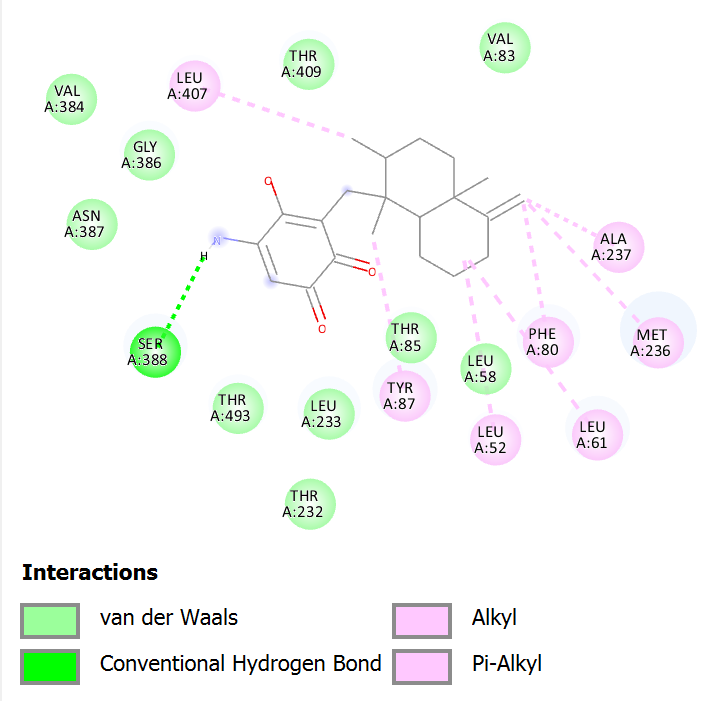 VAL
A:83
THR
A:409
LEU
A:407
VAL
A:384
GLY
A:386
ASN
A:387
O
N
H
O
O
ALA
A:237
SER
A:388
THR
A:85
PHE
A:80
MET
A:236
LEU
A:58
TYR
A:87
THR
A:493
LEU
A:233
LEU
A:52
LEU
A:61
THR
A:232
Interactions
van der Waals
Alkyl
Conventional Hydrogen Bond
Pi-Alkyl